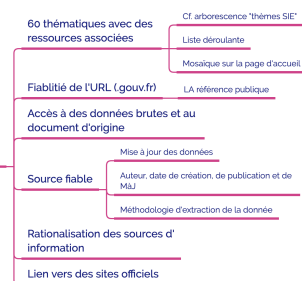 60 thématiques avec des
ressources associées
Cf. arborescence "thèmes SIE"
Liste déroulante
Mosaïque sur la page d'accueil
Fiablitié de l'URL (.gouv.fr)
LA référence publique
Accès à des données brutes et au
document d'origine
Source fiable
Mise à jour des données
Auteur, date de création, de publication et de
MàJ
Méthodologie d'extraction de la donnée
Rationalisation des sources d'
information
Lien vers des sites officiels